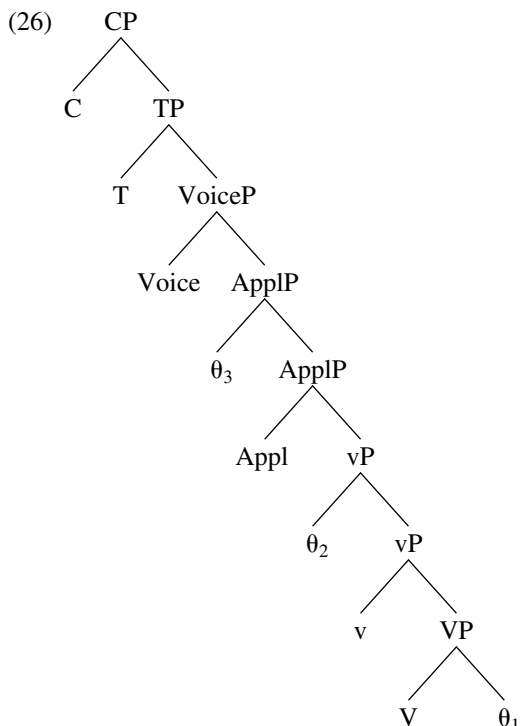 (26) CP
C TP
T VoiceP
Voice ApplP
θ₃ ApplP
Appl vP
θ₂ vP
v VP
V θ₁